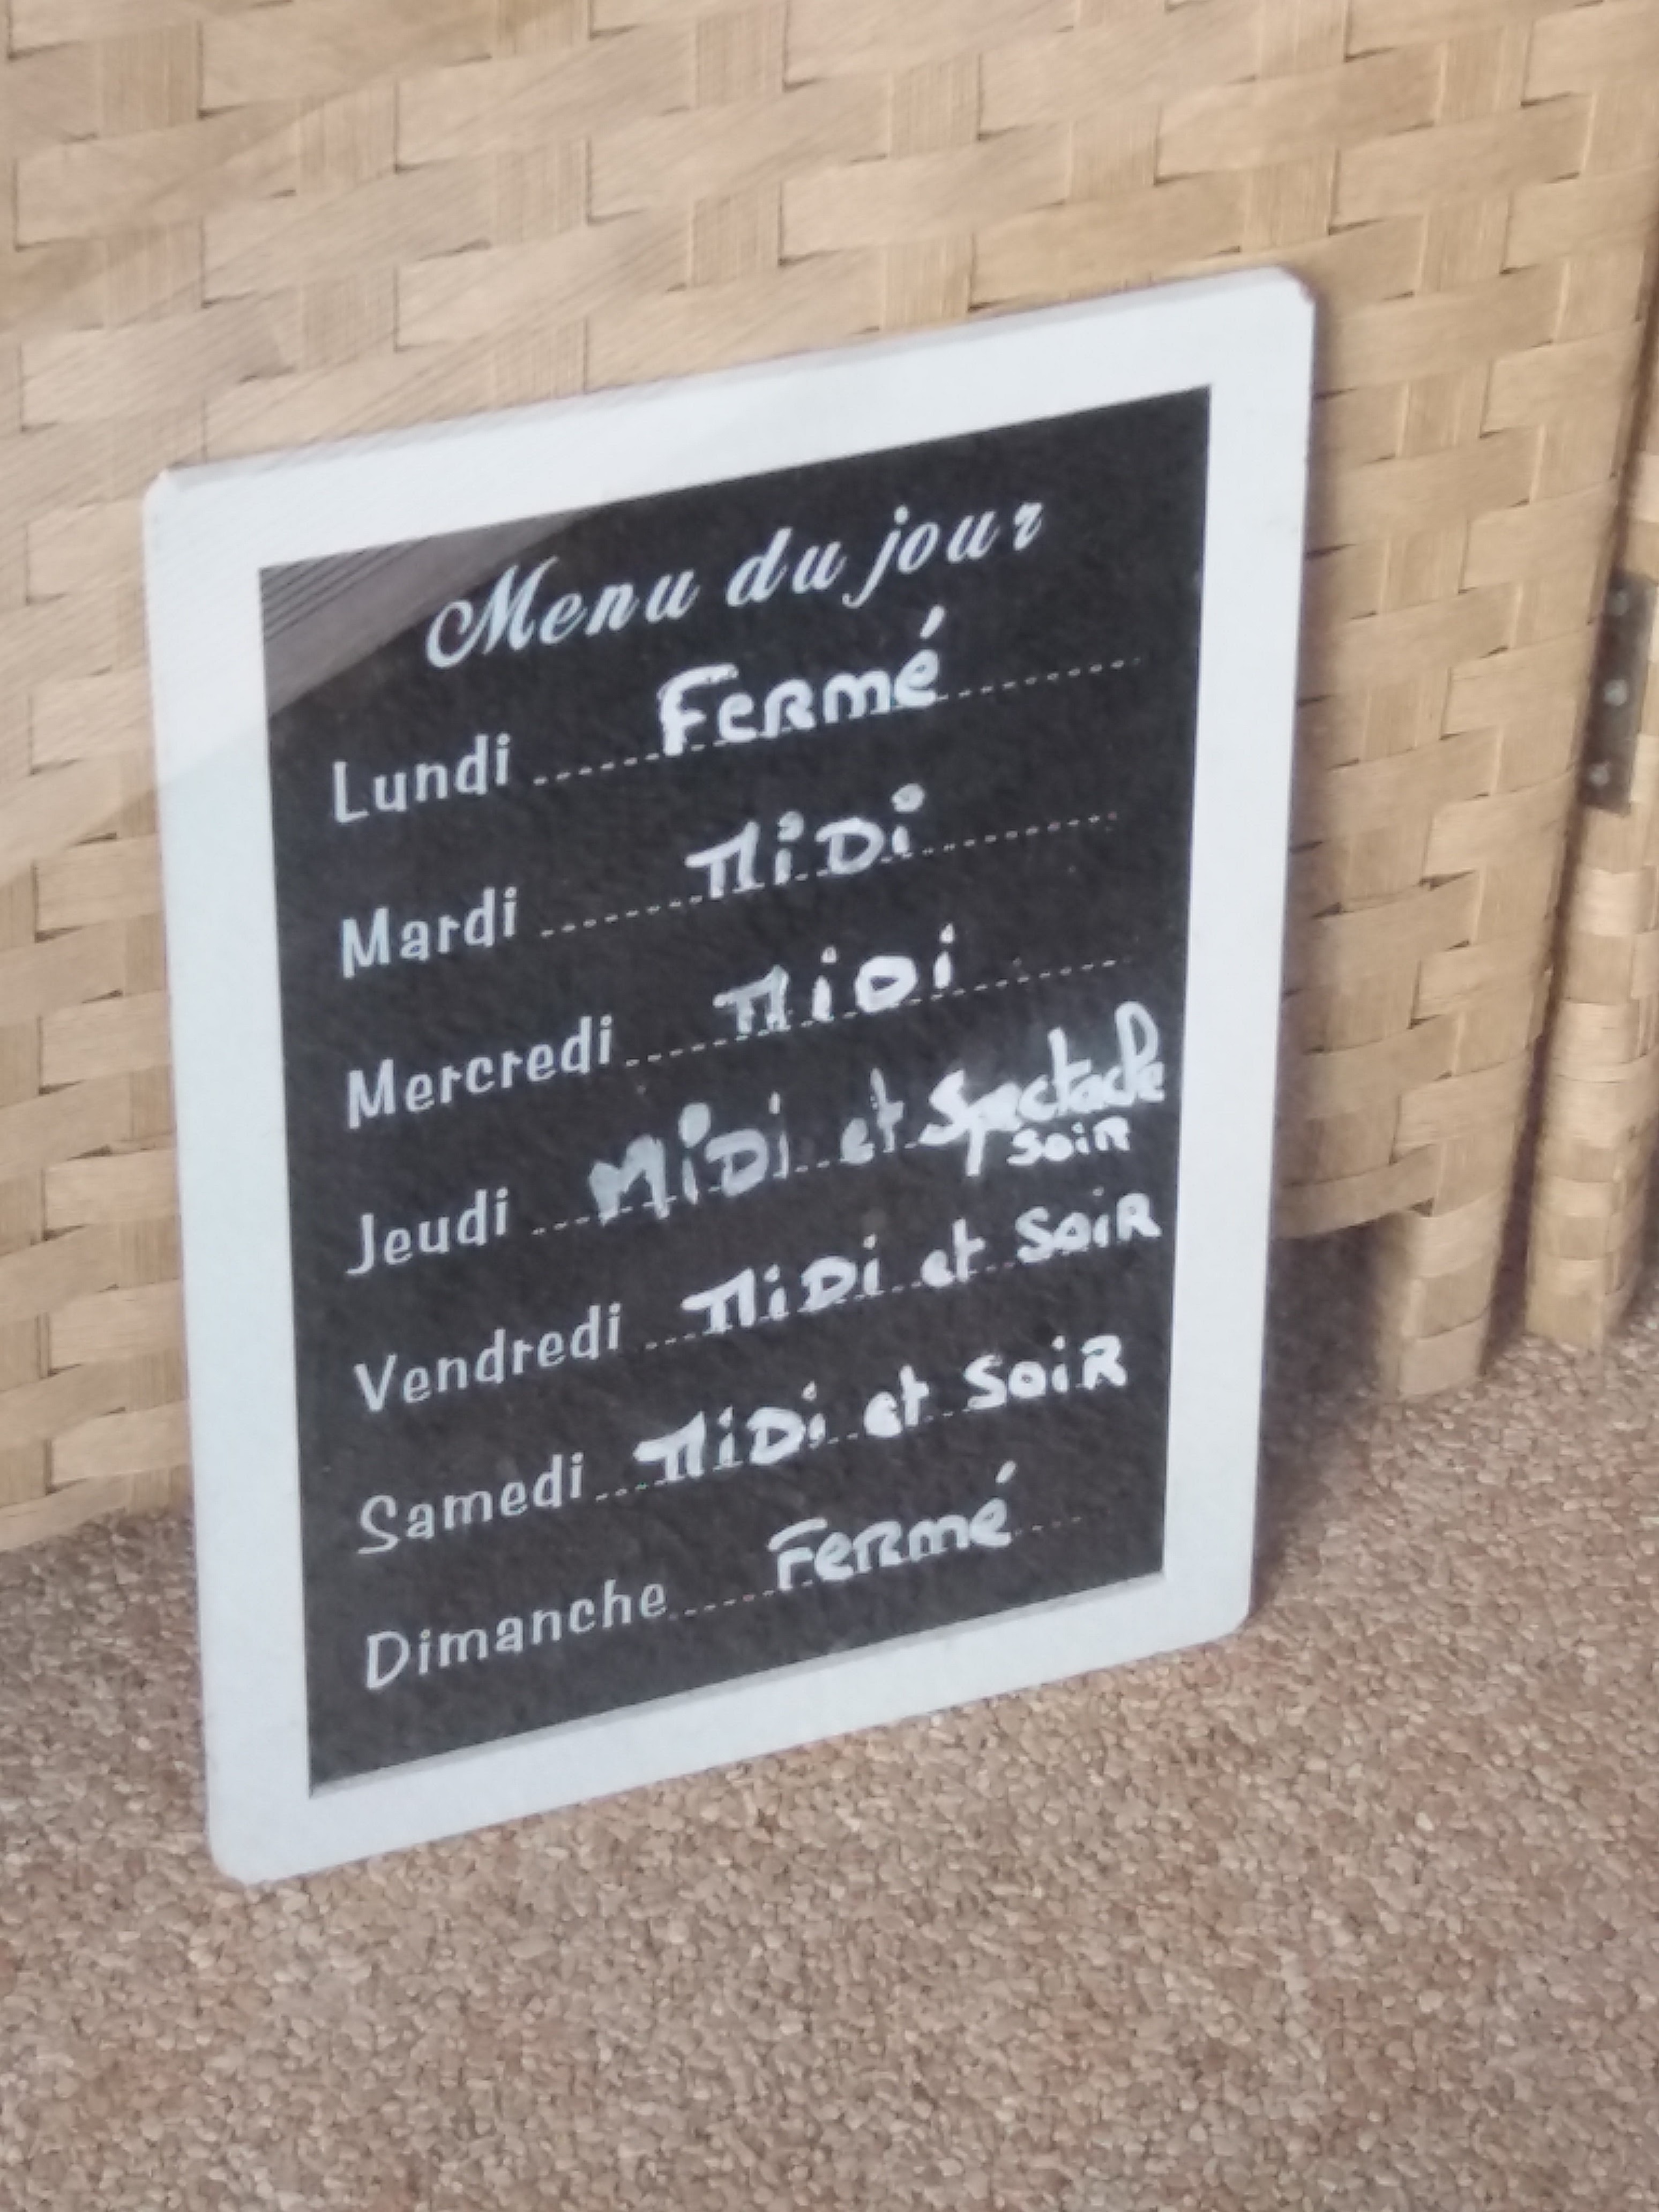 Menu du jour
Lundi ...... Fermé ..........
Mardi ........ MiDi ..........
Mercredi ...... MiDi ..........
Jeudi .... MiDi et Spectacle
soir
Vendredi .... MiDi et SoiR
Samedi .... MiDi et SoiR
Dimanche ...... Fermé ....